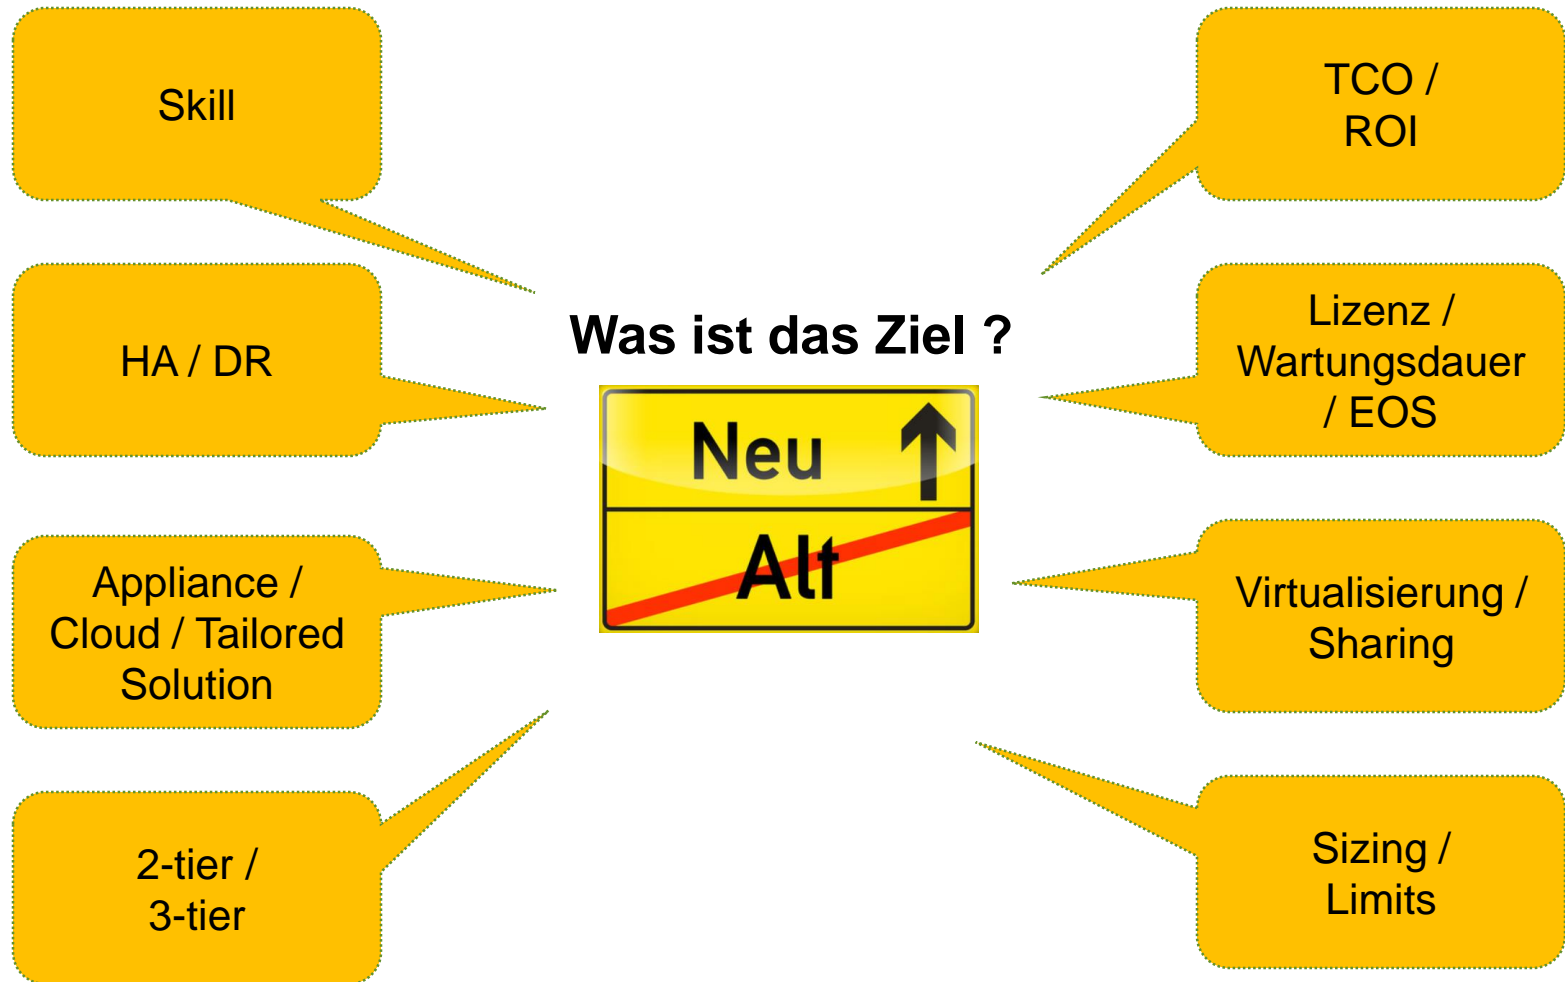 Skill
HA / DR
Appliance /
Cloud / Tailored
Solution
2-tier /
3-tier
Was ist das Ziel ?
Neu
Alt
TCO /
ROI
Lizenz /
Wartungsdauer
/ EOS
Virtualisierung /
Sharing
Sizing /
Limits